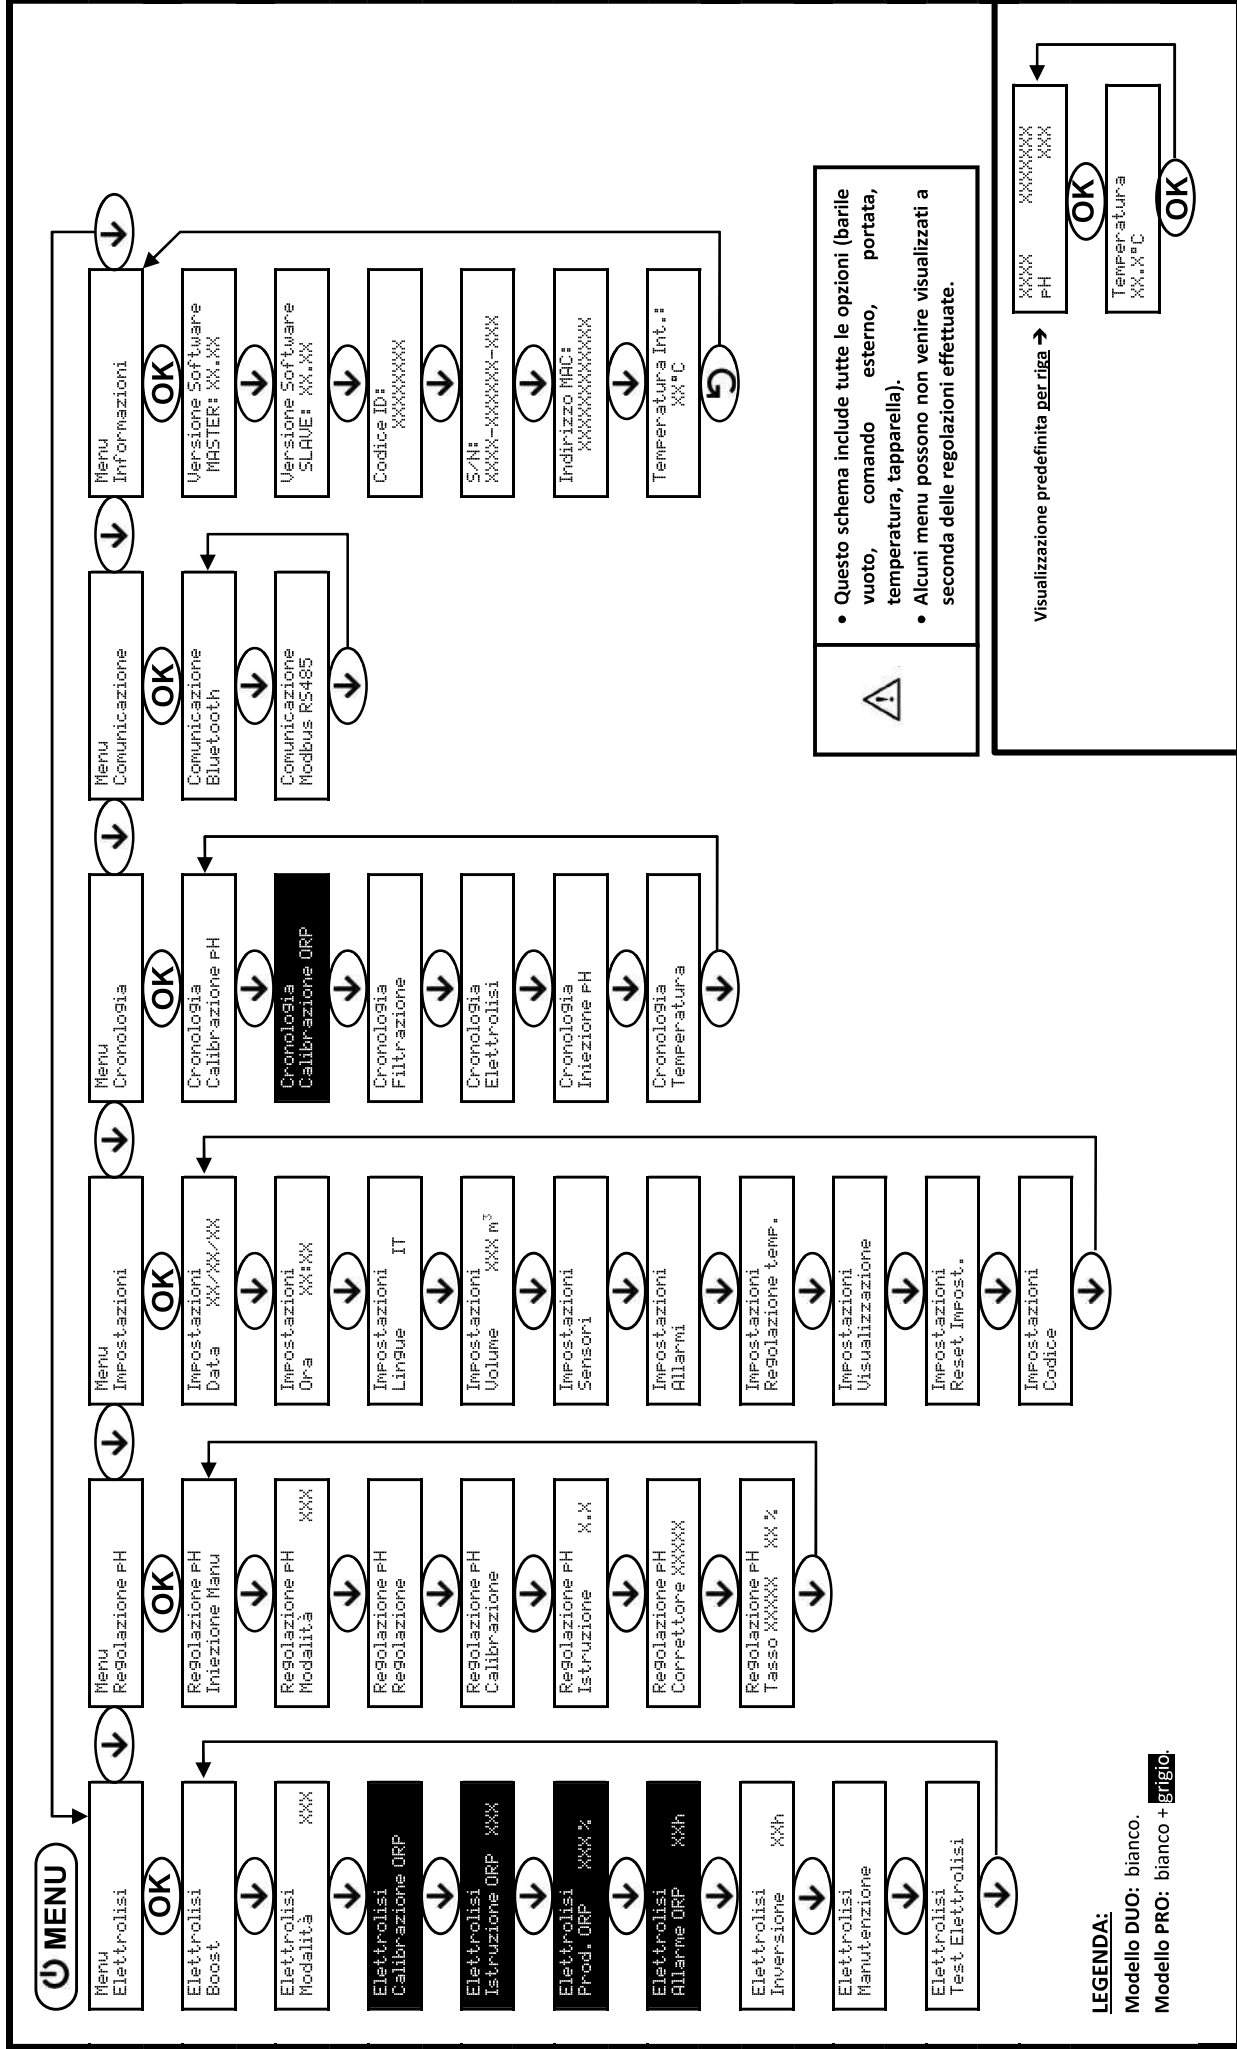 MENU
Menu
Elettrolisi
OK
Elettrolisi
Boost
Elettrolisi
Modalità XXX
Elettrolisi
Calibrazione ORP
Elettrolisi
Istruzione ORP XXX
Elettrolisi
Prod. ORP XXX %
Elettrolisi
Allarme ORP XXh
Elettrolisi
Inversione XXh
Elettrolisi
Manutenzione
Elettrolisi
Test Elettrolisi
Menu
Regolazione pH
OK
Regolazione pH
Iniezione Manu
Regolazione pH
Modalità XXX
Regolazione pH
Regolazione
Regolazione pH
Calibrazione
Regolazione pH
Istruzione X.X
Regolazione pH
Correttore XXXXX
Regolazione pH
Tasso XXXXX XX %
Menu
Impostazioni
OK
Impostazioni
Data XX/XX/XX
Impostazioni
Ora XX:XX
Impostazioni
Lingue IT
Impostazioni
Volume XXX m³
Impostazioni
Sensori
Impostazioni
Allarmi
Impostazioni
Regolazione temp.
Impostazioni
Visualizzazione
Impostazioni
Reset Impost.
Impostazioni
Codice
Menu
Cronologia
OK
Cronologia
Calibrazione pH
Cronologia
Calibrazione ORP
Cronologia
Filtrazione
Cronologia
Elettrolisi
Cronologia
Iniezione pH
Cronologia
Temperatura
Menu
Comunicazione
OK
Comunicazione
Bluetooth
Comunicazione
Modbus RS485
Menu
Informazioni
OK
Versione Software
MASTER: XX.XX
Versione Software
SLAVE: XX.XX
Codice ID:
XXXXXXXX
S/N:
XXXX-XXXXXX-XXX
Indirizzo MAC:
XXXXXXXXXXXX
Temperatura Int.:
XX°C
• Questo schema include tutte le opzioni (barile
vuoto, comando esterno, portata,
temperatura, tapparella).
• Alcuni menu possono non venire visualizzati a
seconda delle regolazioni effettuate.
LEGENDA:
Modello DUO: bianco.
Modello PRO: bianco + grigio.
Visualizzazione predefinita per riga →
XXXX XXXXXXX
pH XXX
OK
Temperatura
XX.X°C
OK